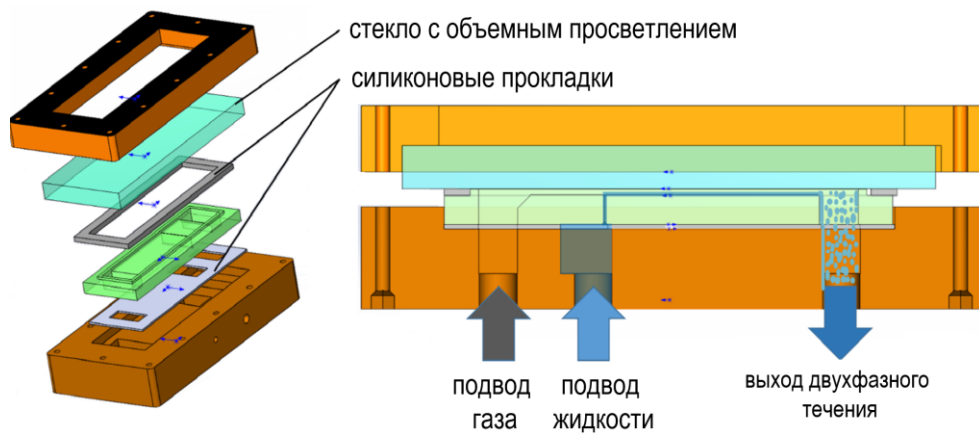 стекло с объемным просветлением
силиконовые прокладки
подвод
газа
подвод
жидкости
выход двухфазного
течения